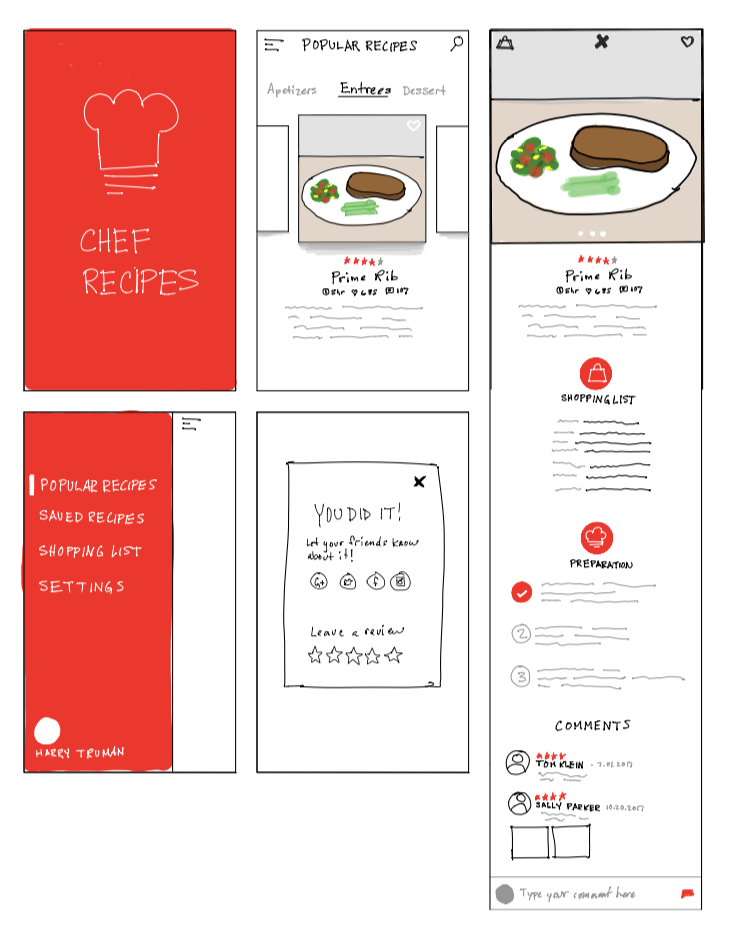 CHEF
RECIPES
POPULAR RECIPES
Apetizers Entrees Dessert
Prime Rib
5hr 685 107
POPULAR RECIPES
SAVED RECIPES
SHOPPING LIST
SETTINGS
HARRY TRUMAN
YOU DID IT!
Let your friends know
about it!
G+ f
Leave a review
Prime Rib
5hr 685 107
SHOPPING LIST
PREPARATION
2
3
COMMENTS
TOM KLEIN - 7.01.2017
SALLY PARKER 10.20.2017
Type your comment here